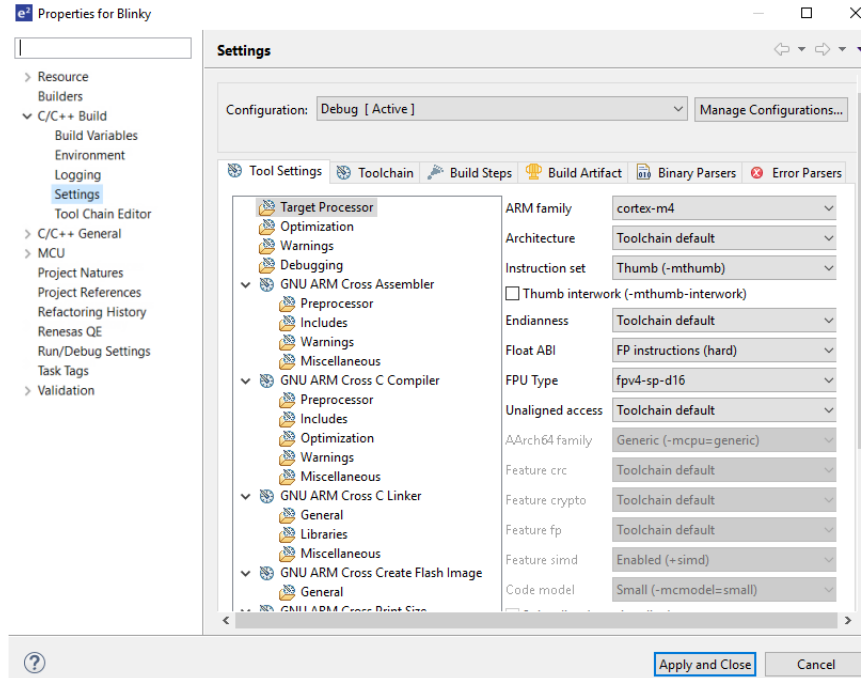 e² Properties for Blinky
Settings
Resource
Builders
C/C++ Build
Build Variables
Environment
Logging
Settings
Tool Chain Editor
C/C++ General
MCU
Project Natures
Project References
Refactoring History
Renesas QE
Run/Debug Settings
Task Tags
Validation
Configuration: Debug [ Active ] Manage Configurations...
Tool Settings Toolchain Build Steps Build Artifact Binary Parsers Error Parsers
Target Processor
Optimization
Warnings
Debugging
GNU ARM Cross Assembler
Preprocessor
Includes
Warnings
Miscellaneous
GNU ARM Cross C Compiler
Preprocessor
Includes
Optimization
Warnings
Miscellaneous
GNU ARM Cross C Linker
General
Libraries
Miscellaneous
GNU ARM Cross Create Flash Image
General
GNU ARM Cross Print Size
ARM family cortex-m4
Architecture Toolchain default
Instruction set Thumb (-mthumb)
Thumb interwork (-mthumb-interwork)
Endianness Toolchain default
Float ABI FP instructions (hard)
FPU Type fpv4-sp-d16
Unaligned access Toolchain default
AArch64 family Generic (-mcpu=generic)
Feature crc Toolchain default
Feature crypto Toolchain default
Feature fp Toolchain default
Feature simd Enabled (+simd)
Code model Small (-mcmodel=small)
? Apply and Close Cancel